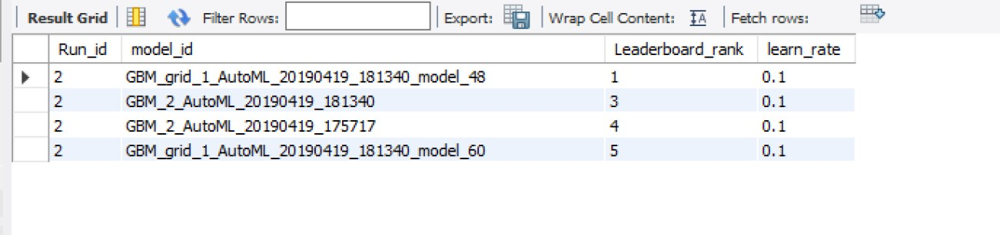 Result Grid Filter Rows: Export: Wrap Cell Content: IA Fetch rows:
Run_id model_id Leaderboard_rank learn_rate
2 GBM_grid_1_AutoML_20190419_181340_model_48 1 0.1
2 GBM_2_AutoML_20190419_181340 3 0.1
2 GBM_2_AutoML_20190419_175717 4 0.1
2 GBM_grid_1_AutoML_20190419_181340_model_60 5 0.1